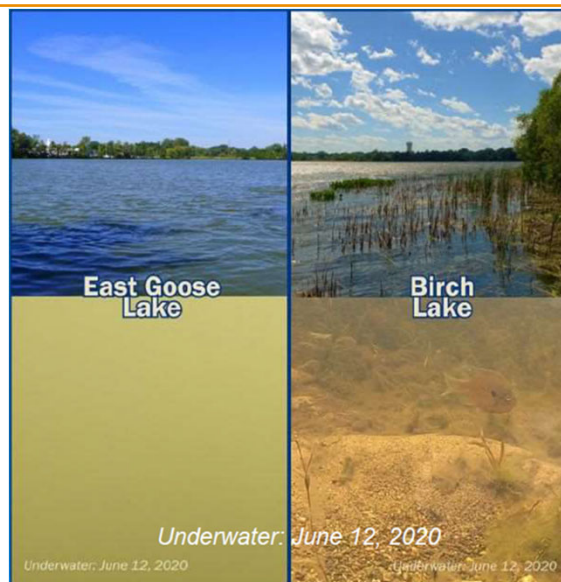 East Goose
Lake
Birch
Lake
Underwater: June 12, 2020
Underwater: June 12, 2020
Underwater: June 12, 2020